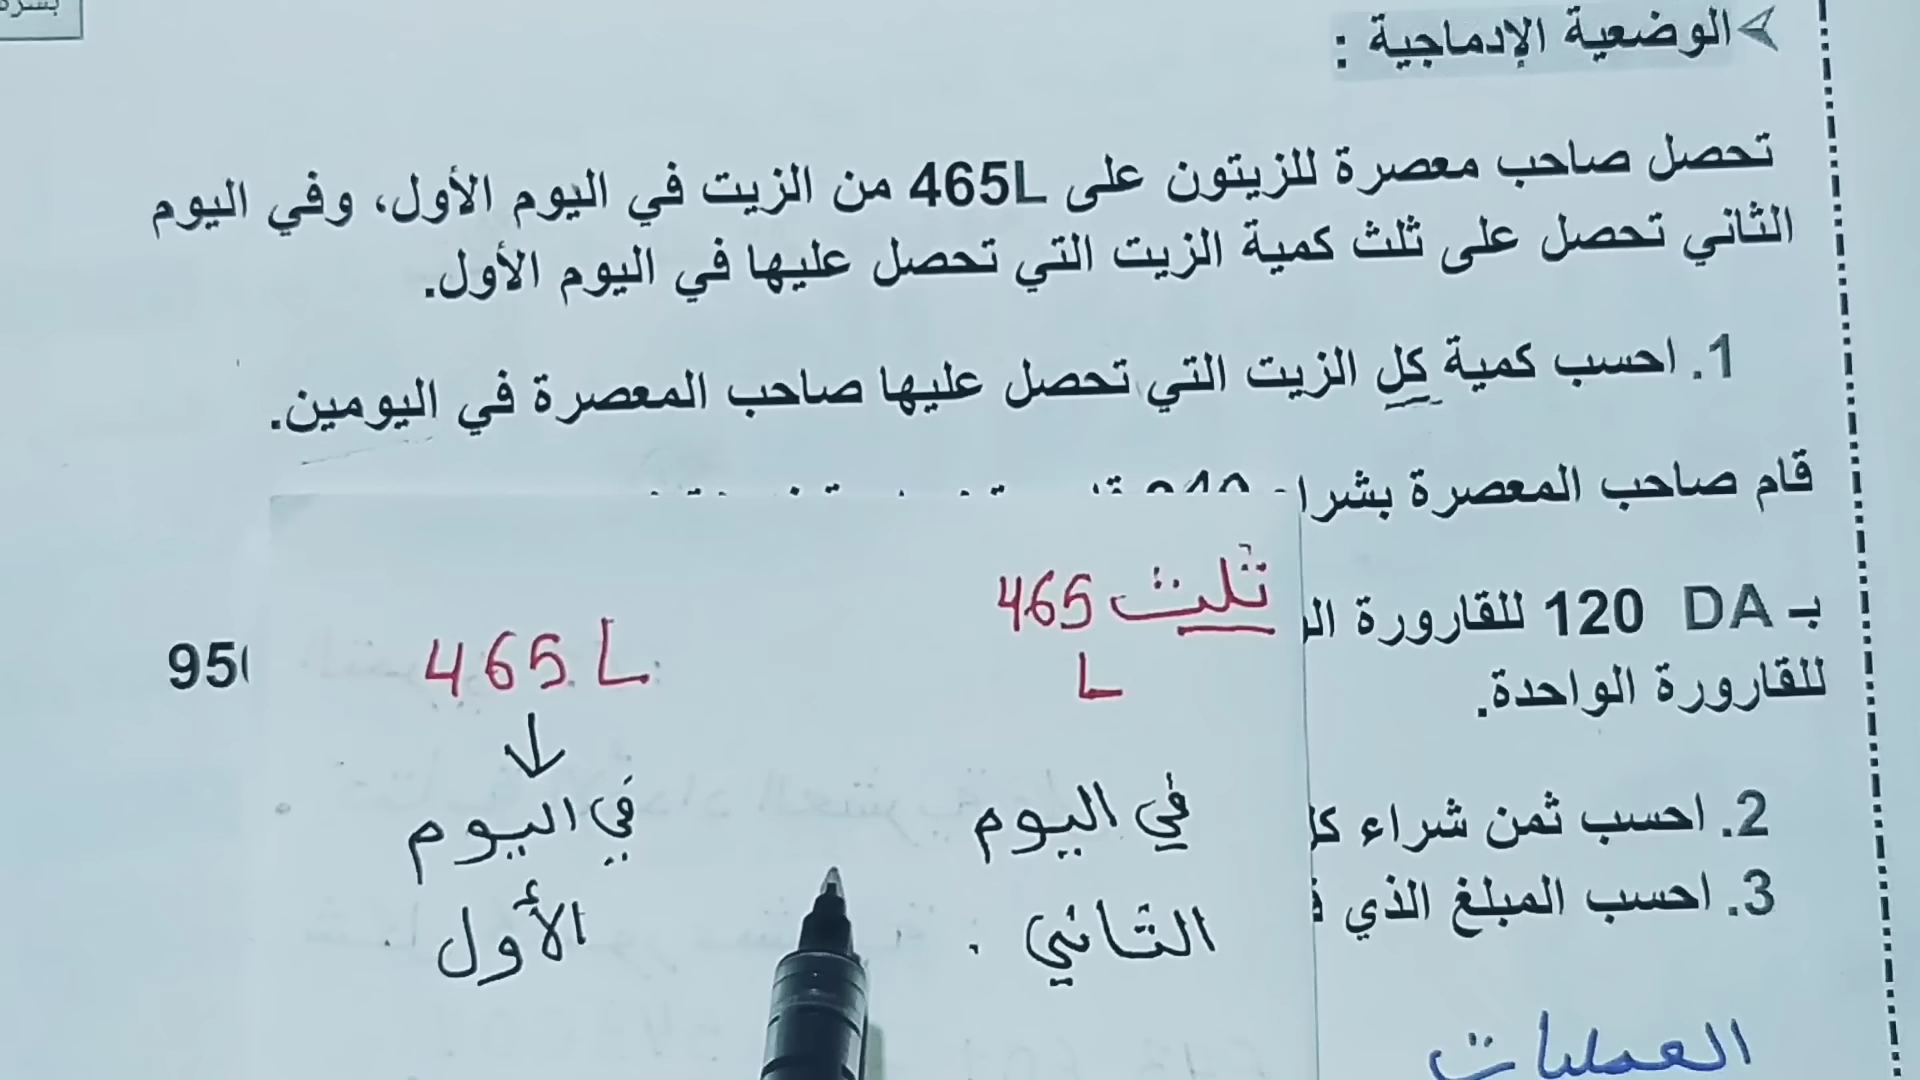 الوضعية الإدماجية :
تحصل صاحب معصرة للزيتون على 465L من الزيت في اليوم الأول، وفي اليوم
الثاني تحصل على ثلث كمية الزيت التي تحصل عليها في اليوم الأول.
1. احسب كمية كل الزيت التي تحصل عليها صاحب المعصرة في اليومين.
قام صاحب المعصرة بشراء
بـ 120 DA للقارورة
للقارورة الواحدة.
2. احسب ثمن شراء
3. احسب المبلغ الذي
ثلث 465
L
في اليوم
الثاني .
465 L
في اليوم
الأول
العمليات